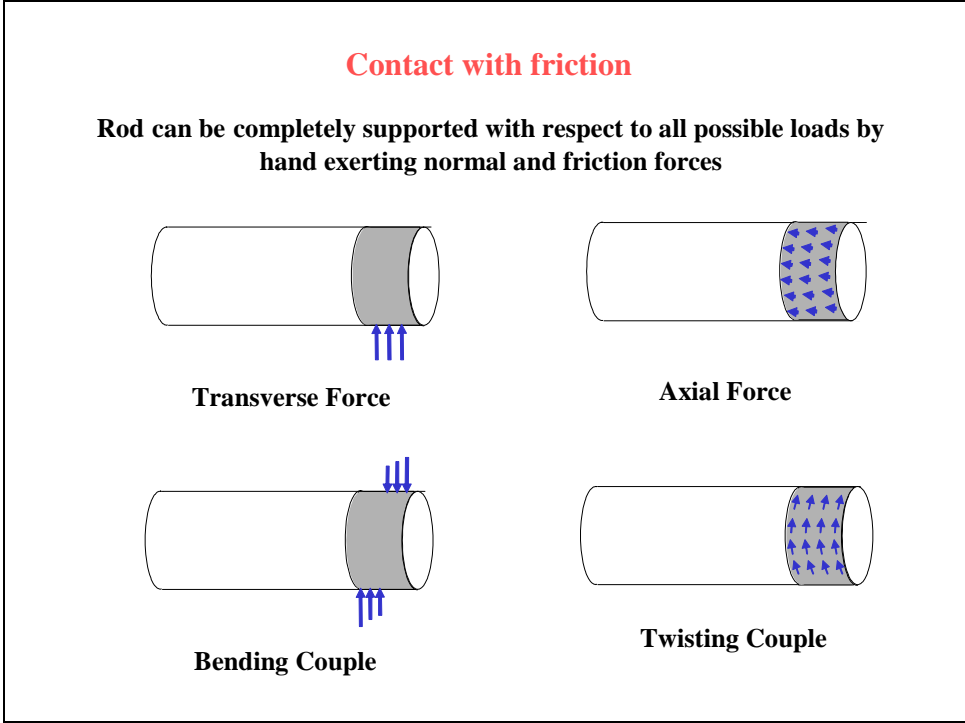 Contact with friction
Rod can be completely supported with respect to all possible loads by
hand exerting normal and friction forces
Transverse Force
Axial Force
Bending Couple
Twisting Couple